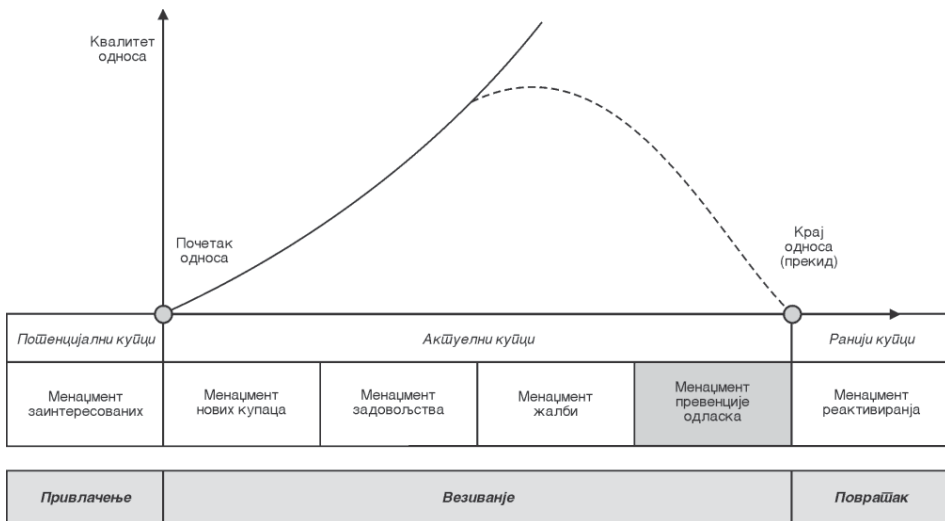 Квалитет
односа
Почетак
односа
Крај
односа
(прекид)
Потенцијални купци
Актуелни купци
Ранији купци
Менаџмент
заинтересованих
Менаџмент
нових купаца
Менаџмент
задовољства
Менаџмент
жалби
Менаџмент
превенције
одласка
Менаџмент
реактивирања
Привлачење
Везивање
Повратак